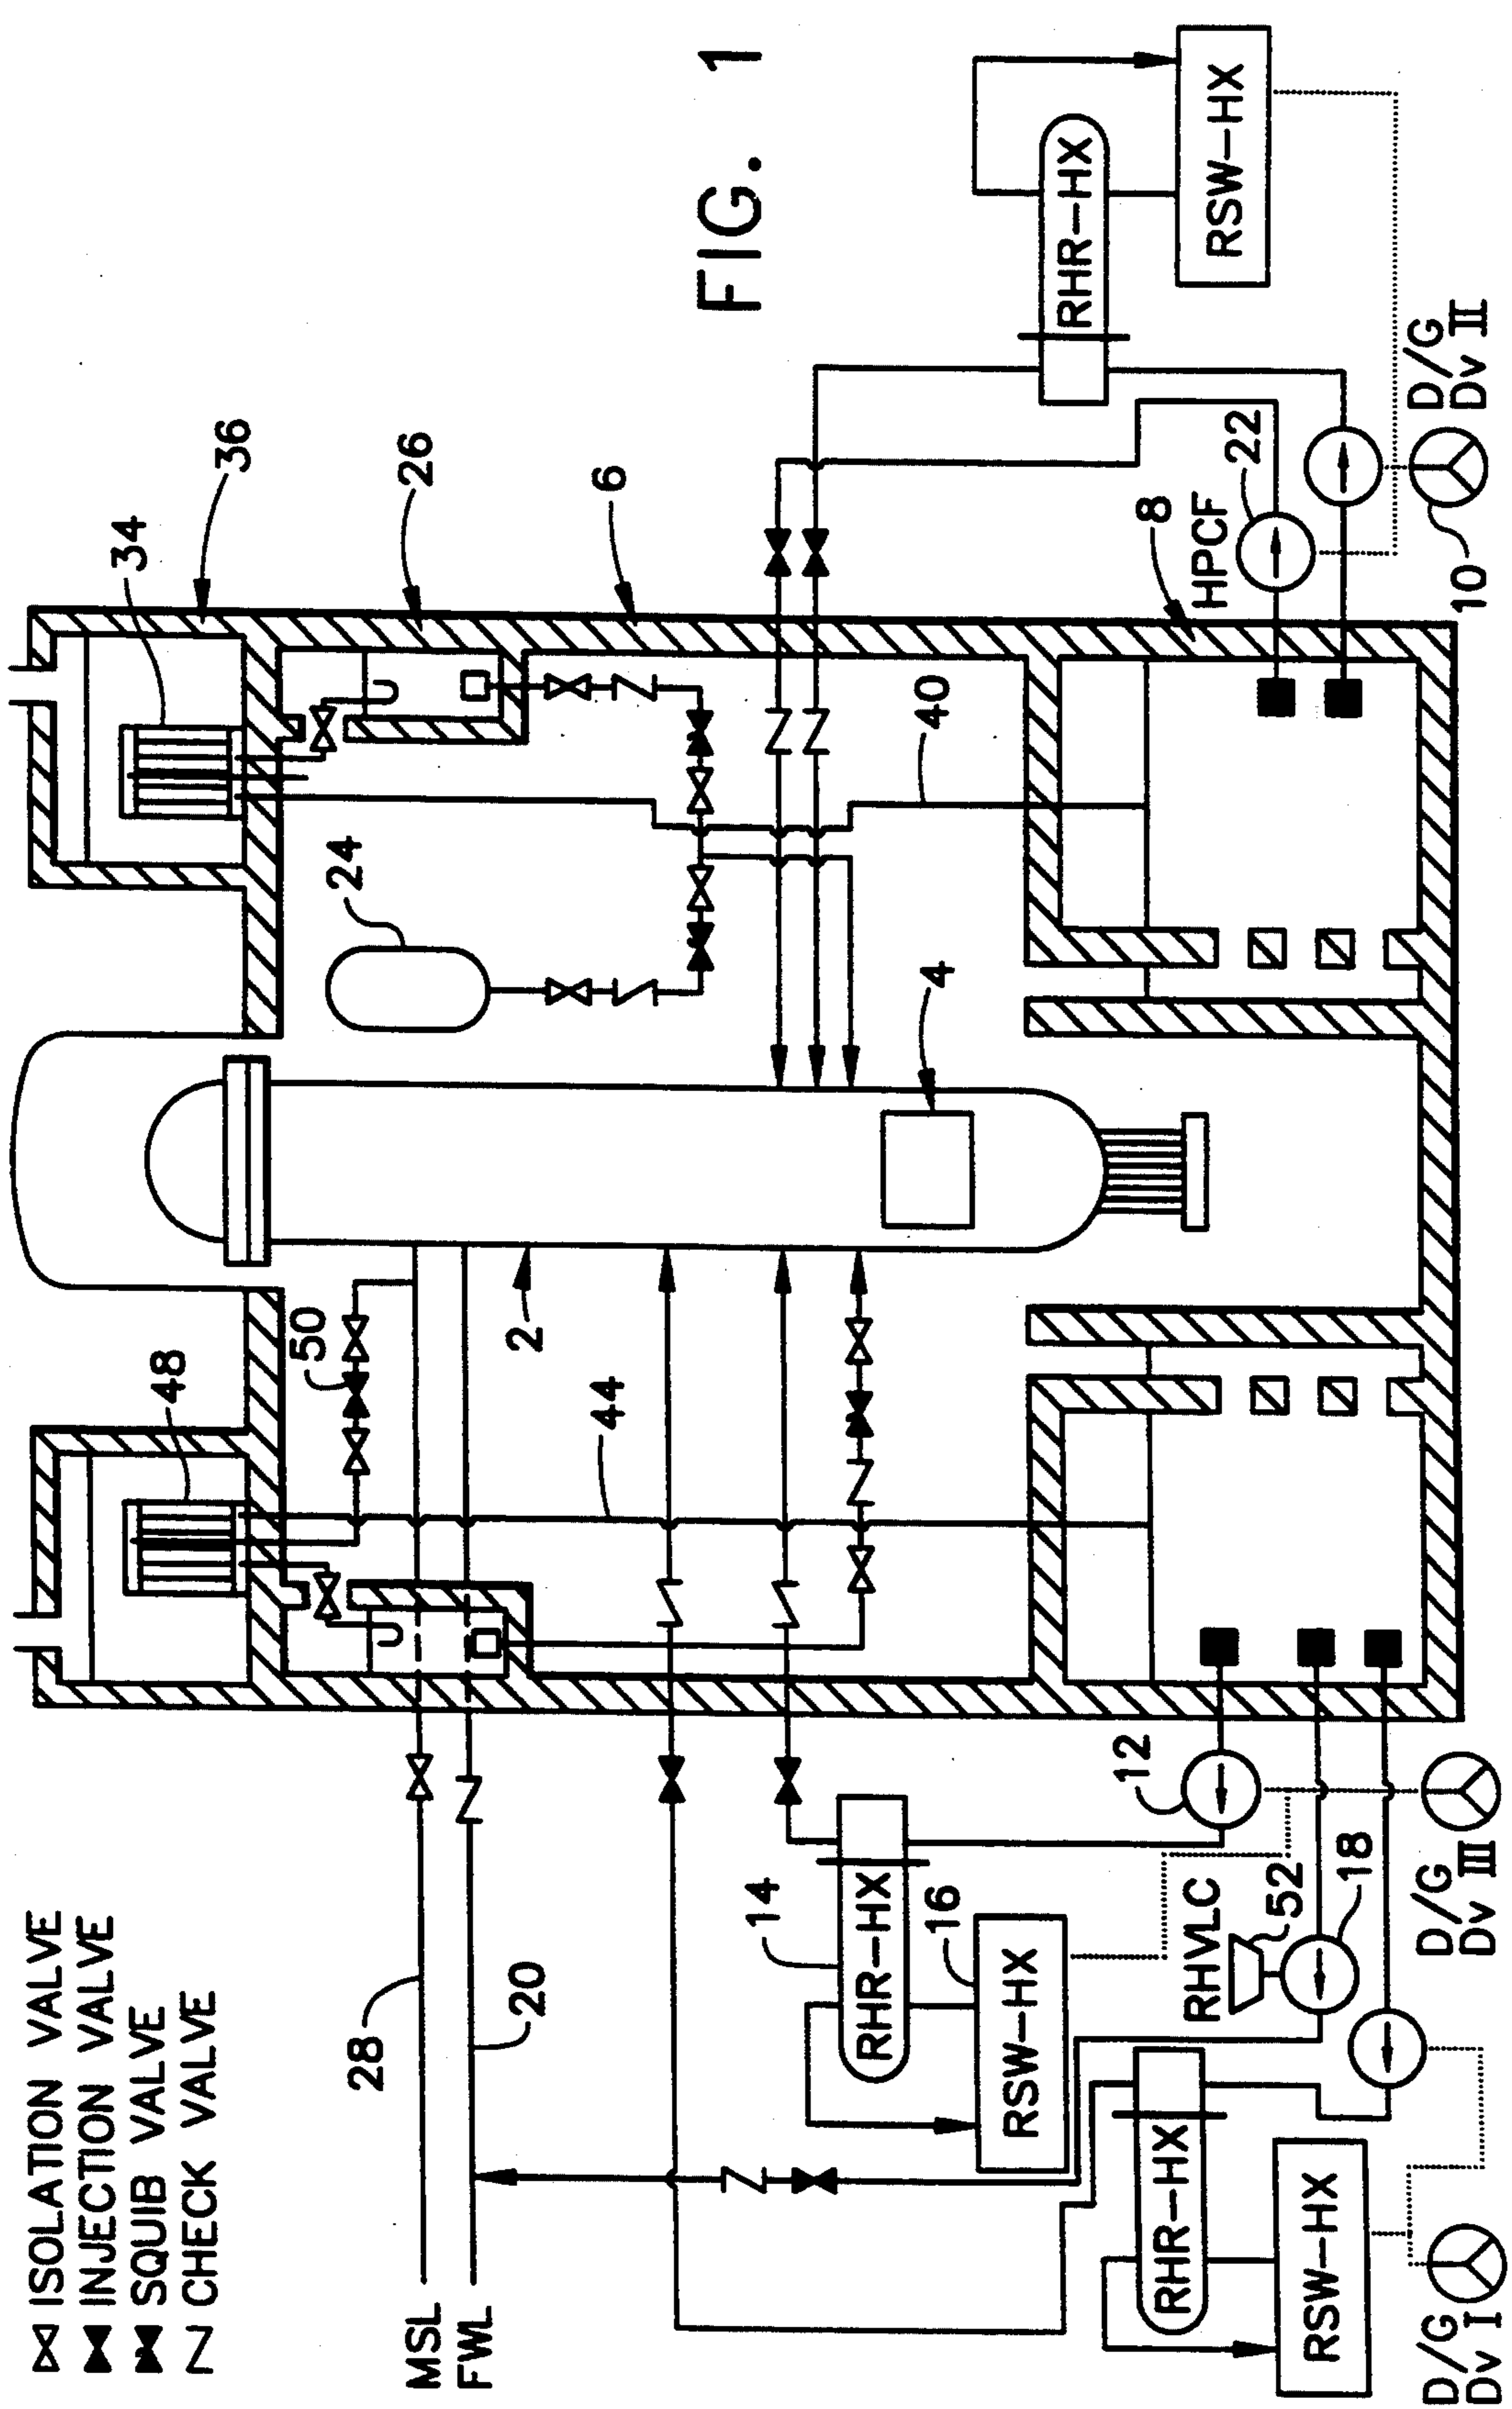 ISOLATION VALVE
INJECTION VALVE
SQUIB VALVE
CHECK VALVE
MSL
FWL
28
20
48
50
2
44
24
34
36
26
6
40
4
8
FIG. 1
14
RHR-HX
16
RSW-HX
12
RHVLC
52
18
D/G
Dv III
RHR-HX
RSW-HX
D/G
Dv I
HPCF
22
10
D/G
Dv II
RHR-HX
RSW-HX